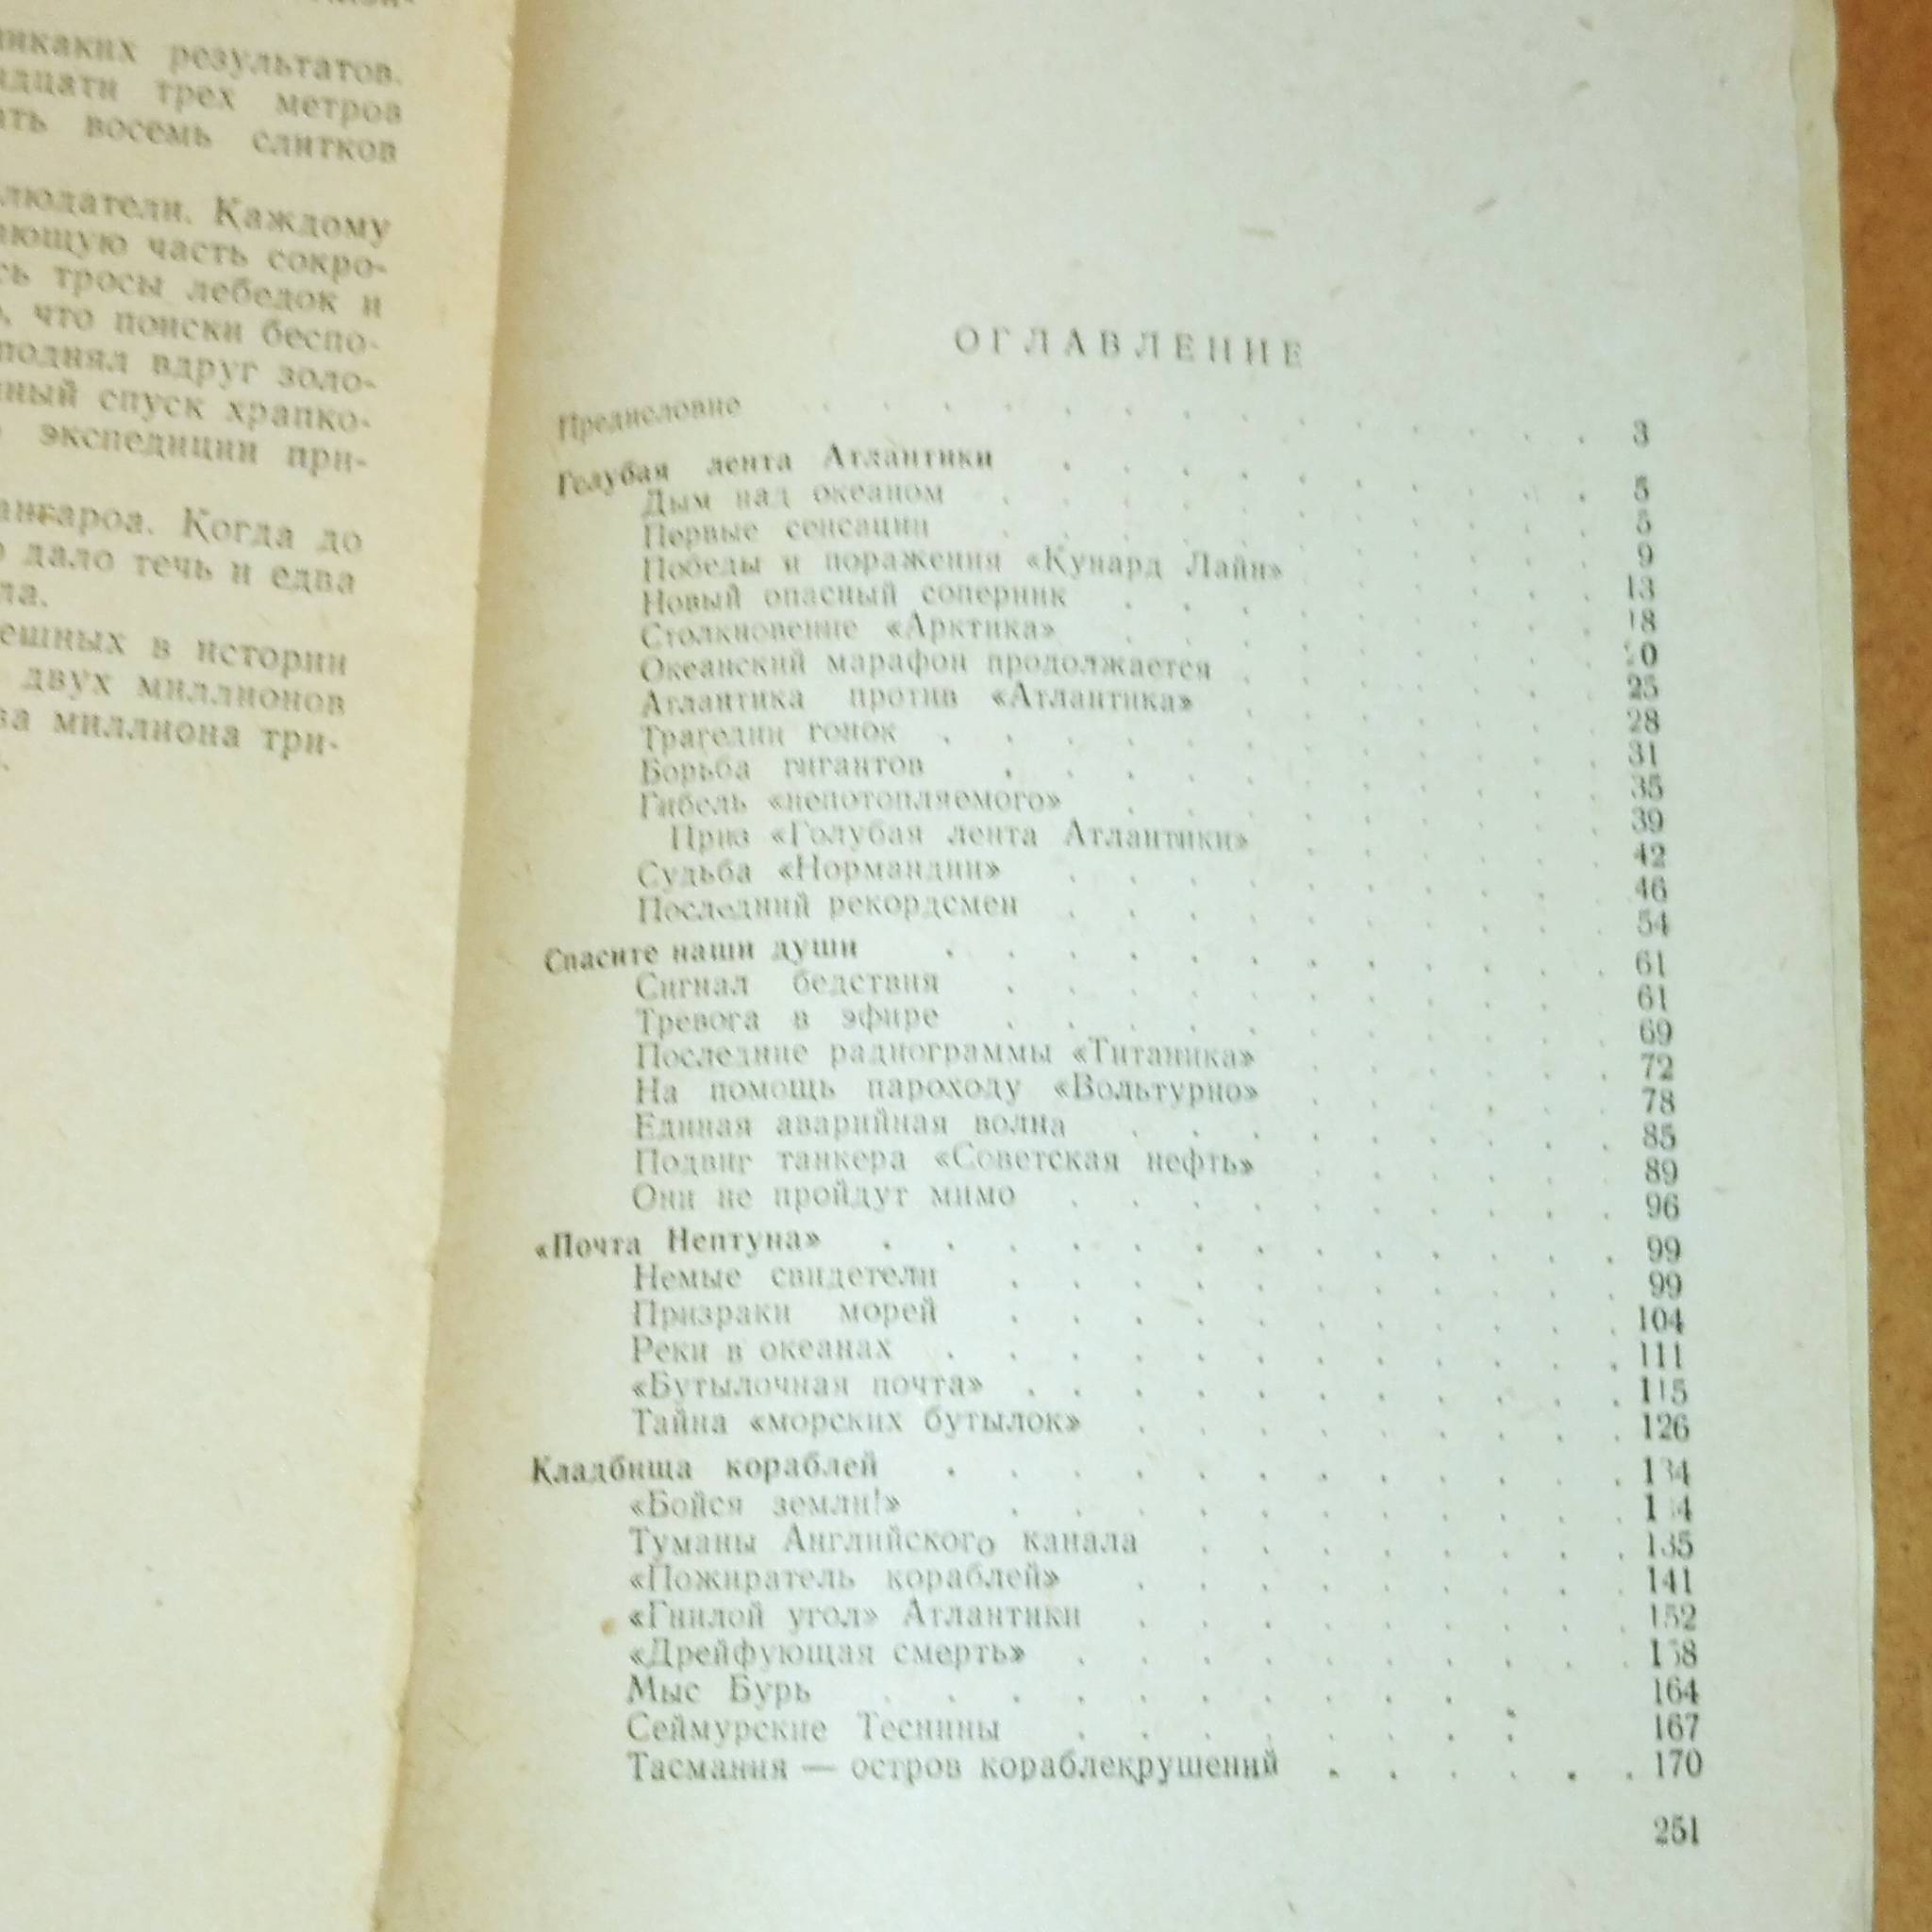 никаких результатов.
трех метров
восемь слитков
Каждому
часть сокро-
тросы лебедок и
что поиски беспо-
поднял вдруг золо-
спуск храпко-
экспедиции при-
Когда до
дало течь и едва
в истории
двух миллионов
миллиона три-
ОГЛАВЛЕНИЕ
Предисловие . . . . . . . . . . . . . 3
Голубая лента Атлантики . . . . . . . . . 5
Дым над океаном . . . . . . . . . . 5
Первые сенсации . . . . . . . . . . 9
Победы и поражения «Кунард Лайн» . . . . . 13
Новый опасный соперник . . . . . . . . 18
Столкновение «Арктика» . . . . . . . . 20
Океанский марафон продолжается . . . . . . 25
Атлантика против «Атлантика» . . . . . . 28
Трагедии гонок . . . . . . . . . . . 31
Борьба гигантов . . . . . . . . . . 35
Гибель «непотопляемого» . . . . . . . . 39
Приз «Голубая лента Атлантики» . . . . . 42
Судьба «Нормандии» . . . . . . . . . 46
Последний рекордсмен . . . . . . . . . 54
Спасите наши души . . . . . . . . . . . 61
Сигнал бедствия . . . . . . . . . . 61
Тревога в эфире . . . . . . . . . . 69
Последние радиограммы «Титаника» . . . . . 72
На помощь пароходу «Вольтурно» . . . . . 78
Единая аварийная волна . . . . . . . . 85
Подвиг танкера «Советская нефть» . . . . . 89
Они не пройдут мимо . . . . . . . . . 96
«Почта Нептуна» . . . . . . . . . . . . 99
Немые свидетели . . . . . . . . . . 99
Призраки морей . . . . . . . . . . 104
Реки в океанах . . . . . . . . . . . 111
«Бутылочная почта» . . . . . . . . . . 115
Тайна «морских бутылок» . . . . . . . . 126
Кладбища кораблей . . . . . . . . . . . 134
«Бойся земли!» . . . . . . . . . . 134
Туманы Английского канала . . . . . . . 135
«Пожиратель кораблей» . . . . . . . . 141
«Гнилой угол» Атлантики . . . . . . . . 152
«Дрейфующая смерть» . . . . . . . . . 158
Мыс Бурь . . . . . . . . . . . 164
Сеймурские Теснины . . . . . . . . 167
Тасмания — остров кораблекрушений . . . . . . 170
251